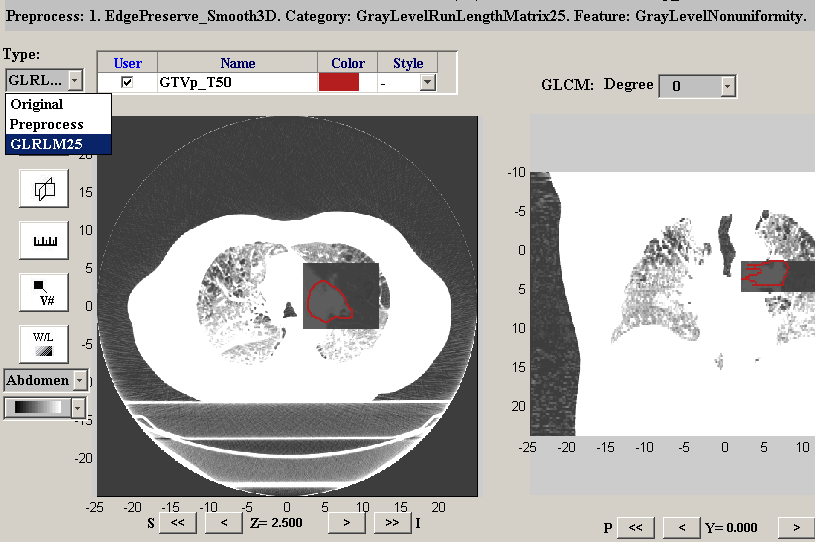 Preprocess: 1. EdgePreserve_Smooth3D. Category: GrayLevelRunLengthMatrix25. Feature: GrayLevelNonuniformity.
Type:
User Name Color Style
GLRL...
GTVp_T50 -
GLCM: Degree 0
Original
Preprocess
GLRLM25
20
15
10
5
0
-5
-15
-20
-25 -20 -15 -10 -5 0 5 10 15 20
V#
W/L
Abdomen
S << < Z= 2.500 > >> I
-10
-5
0
5
10
15
20
-25 -20 -15 -10 -5 0 5 10
P << < Y= 0.000 >